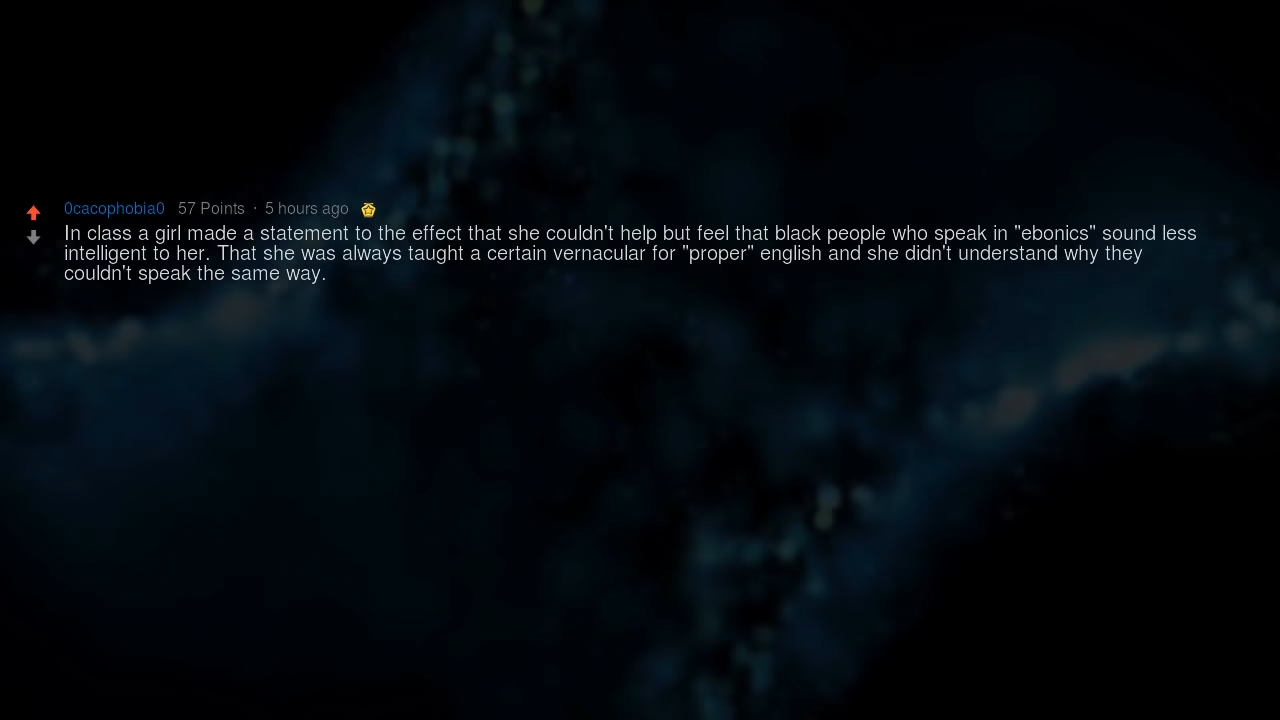 0cacophobia0 57 Points · 5 hours ago
In class a girl made a statement to the effect that she couldn't help but feel that black people who speak in "ebonics" sound less
intelligent to her. That she was always taught a certain vernacular for "proper" english and she didn't understand why they
couldn't speak the same way.